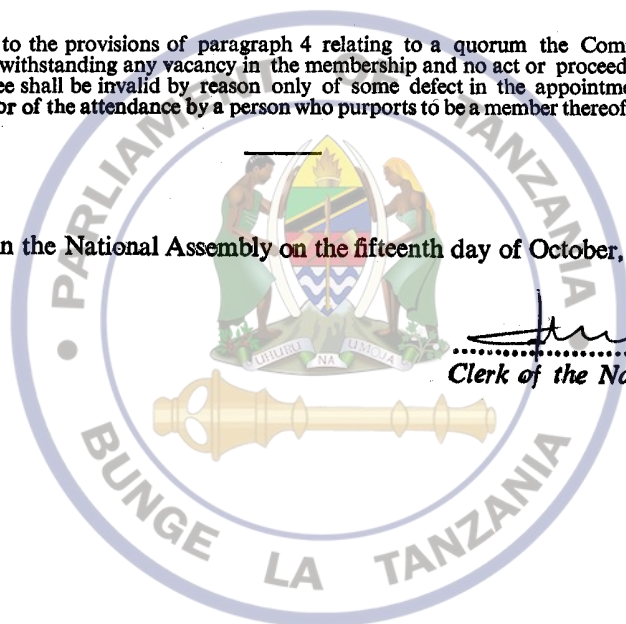 to the provisions of paragraph 4 relating to a quorum the Com
withstanding any vacancy in the membership and no act or proceed
ee shall be invalid by reason only of some defect in the appointme
or of the attendance by a person who purports to be a member thereof
n the National Assembly on the fifteenth day of October,
Clerk of the Na
PARLIAMENT OF TANZANIA
UHURU NA UMOJA
BUNGE LA TANZANIA